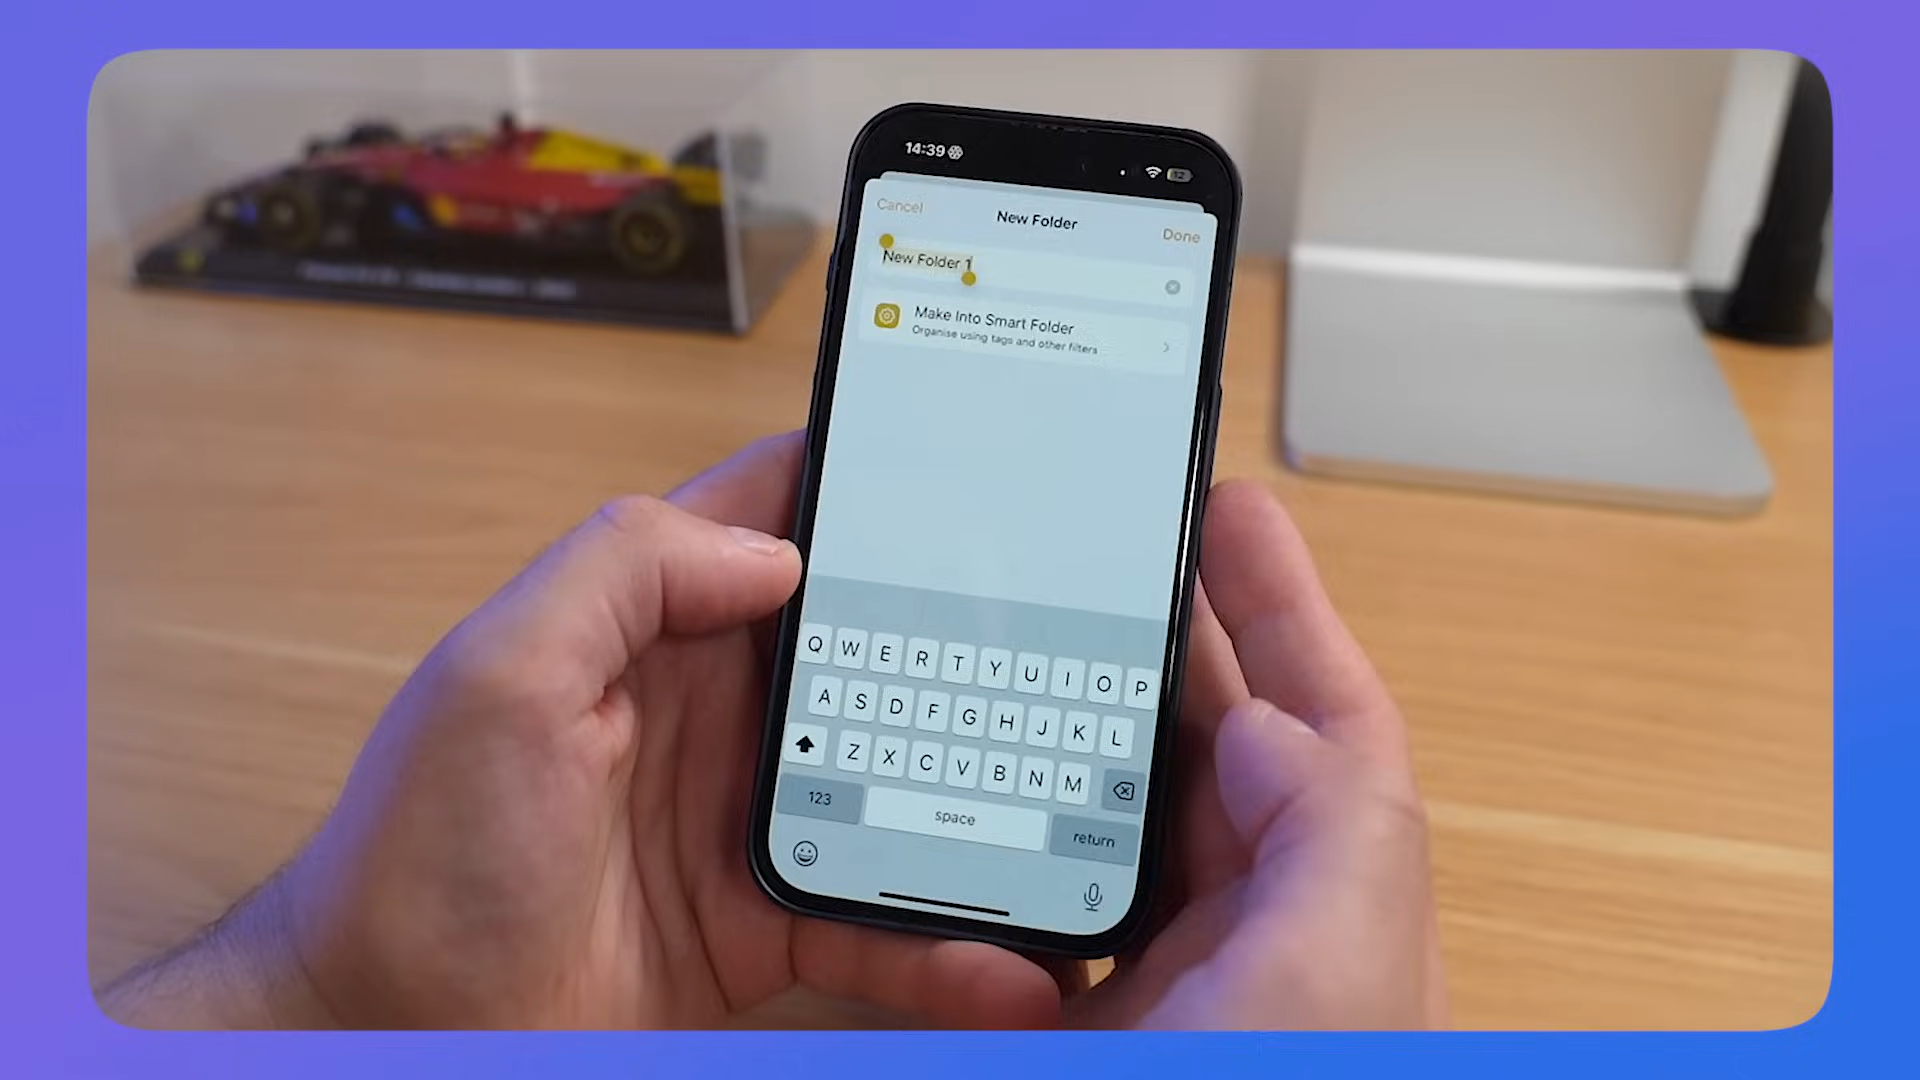 14:39
12
Cancel
New Folder
Done
New Folder 1
Make Into Smart Folder
Organise using tags and other filters
Q W E R T Y U I O P
A S D F G H J K L
Z X C V B N M
123
space
return